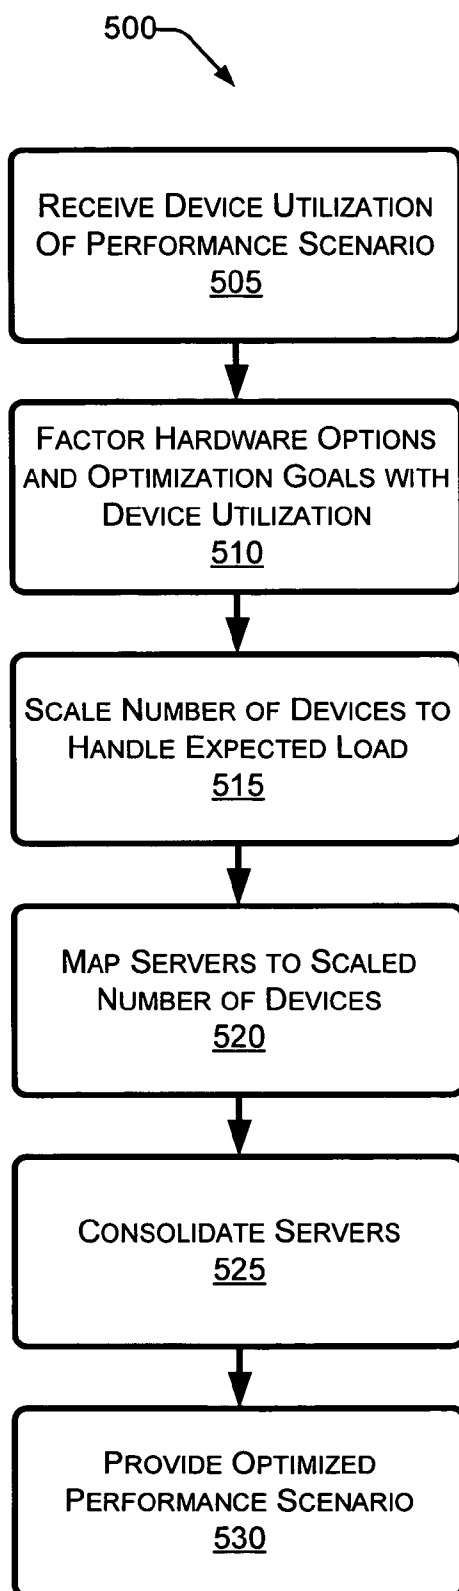 500
RECEIVE DEVICE UTILIZATION
OF PERFORMANCE SCENARIO
505
FACTOR HARDWARE OPTIONS
AND OPTIMIZATION GOALS WITH
DEVICE UTILIZATION
510
SCALE NUMBER OF DEVICES TO
HANDLE EXPECTED LOAD
515
MAP SERVERS TO SCALED
NUMBER OF DEVICES
520
CONSOLIDATE SERVERS
525
PROVIDE OPTIMIZED
PERFORMANCE SCENARIO
530